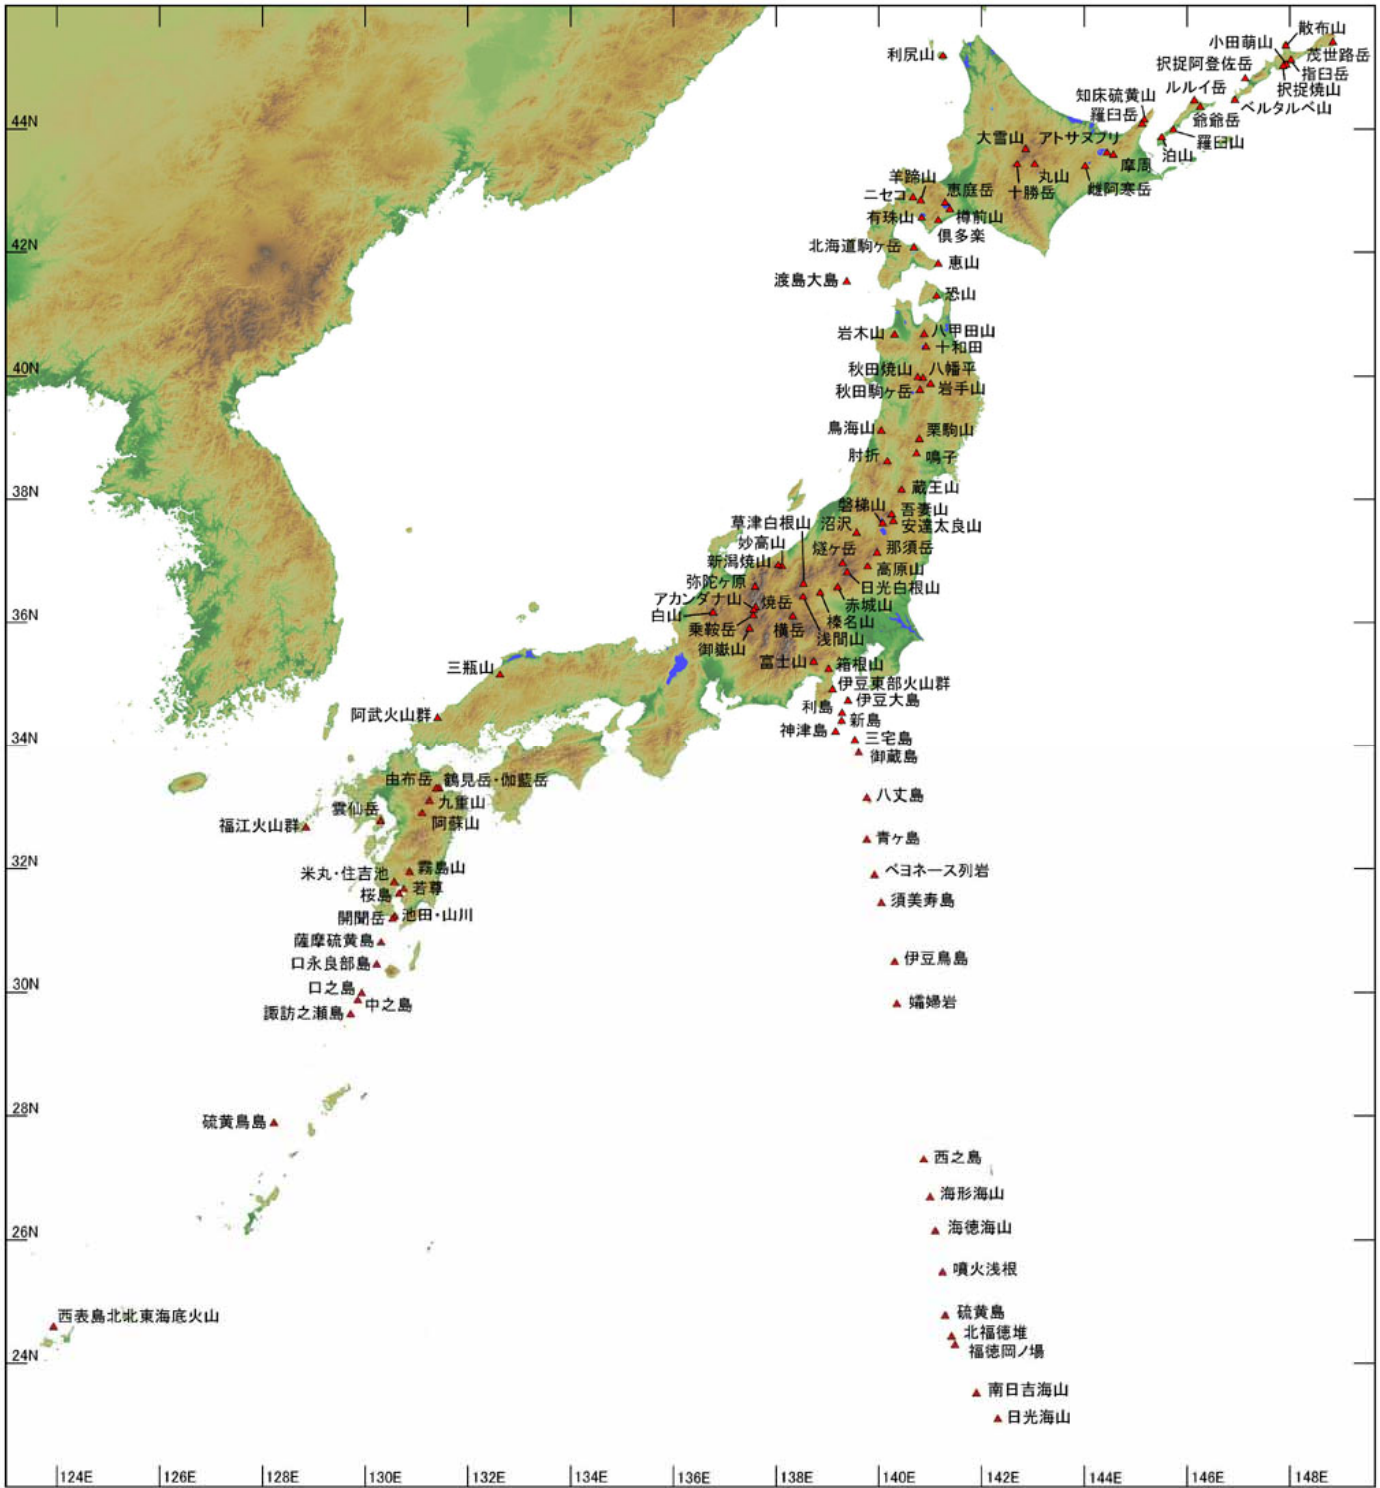 散布山
小田萌山
茂世路岳
利尻山
択捉阿登佐岳
指臼岳
択捉焼山
ルルイ岳
ベルタルベ山
知床硫黄山
羅臼岳
爺爺岳
羅臼山
泊山
44N
大雪山
アトサヌプリ
摩周
丸山
十勝岳
雌阿寒岳
羊蹄山
ニセコ
恵庭岳
有珠山
樽前山
倶多楽
42N
北海道駒ヶ岳
恵山
渡島大島
恐山
岩木山
八甲田山
十和田
40N
秋田焼山
八幡平
秋田駒ヶ岳
岩手山
鳥海山
栗駒山
肘折
鳴子
38N
蔵王山
磐梯山
吾妻山
草津白根山
沼沢
安達太良山
妙高山
燧ヶ岳
那須岳
新潟焼山
高原山
弥陀ヶ原
日光白根山
アカンダナ山
焼岳
赤城山
36N
白山
榛名山
乗鞍岳
横岳
浅間山
御嶽山
富士山
箱根山
三瓶山
伊豆東部火山群
伊豆大島
利島
阿武火山群
新島
神津島
三宅島
34N
御蔵島
由布岳
鶴見岳・伽藍岳
八丈島
九重山
雲仙岳
福江火山群
阿蘇山
青ヶ島
32N
霧島山
米丸・住吉池
ベヨネース列岩
若尊
桜島
須美寿島
池田・山川
開聞岳
薩摩硫黄島
伊豆鳥島
口永良部島
30N
口之島
中之島
孀婦岩
諏訪之瀬島
28N
硫黄鳥島
西之島
海形海山
26N
海徳海山
噴火浅根
西表島北北東海底火山
硫黄島
北福徳堆
福徳岡ノ場
24N
南日吉海山
日光海山
124E
126E
128E
130E
132E
134E
136E
138E
140E
142E
144E
146E
148E